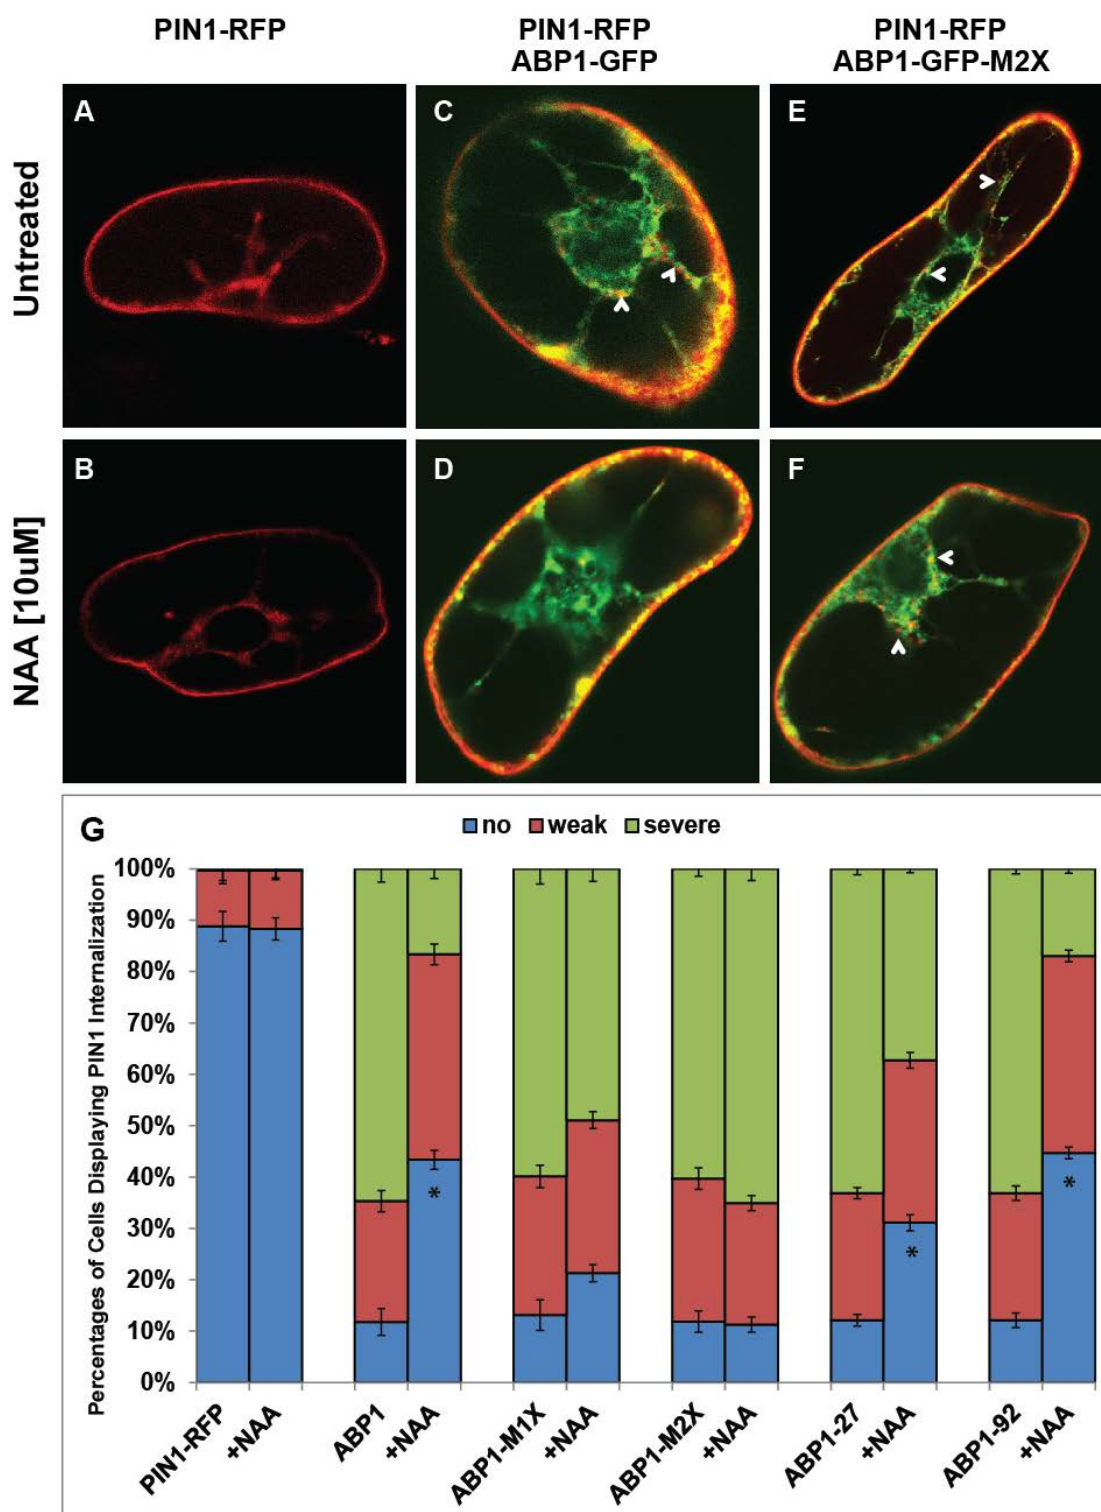 PIN1-RFP
PIN1-RFP
ABP1-GFP
PIN1-RFP
ABP1-GFP-M2X
Untreated
A
C
E
NAA [10uM]
B
D
F
G
no weak severe
Percentages of Cells Displaying PIN1 Internalization
100%
90%
80%
70%
60%
50%
40%
30%
20%
10%
0%
*
*
*
PIN1-RFP
+NAA
ABP1
+NAA
ABP1-M1X
+NAA
ABP1-M2X
+NAA
ABP1-27
+NAA
ABP1-92
+NAA